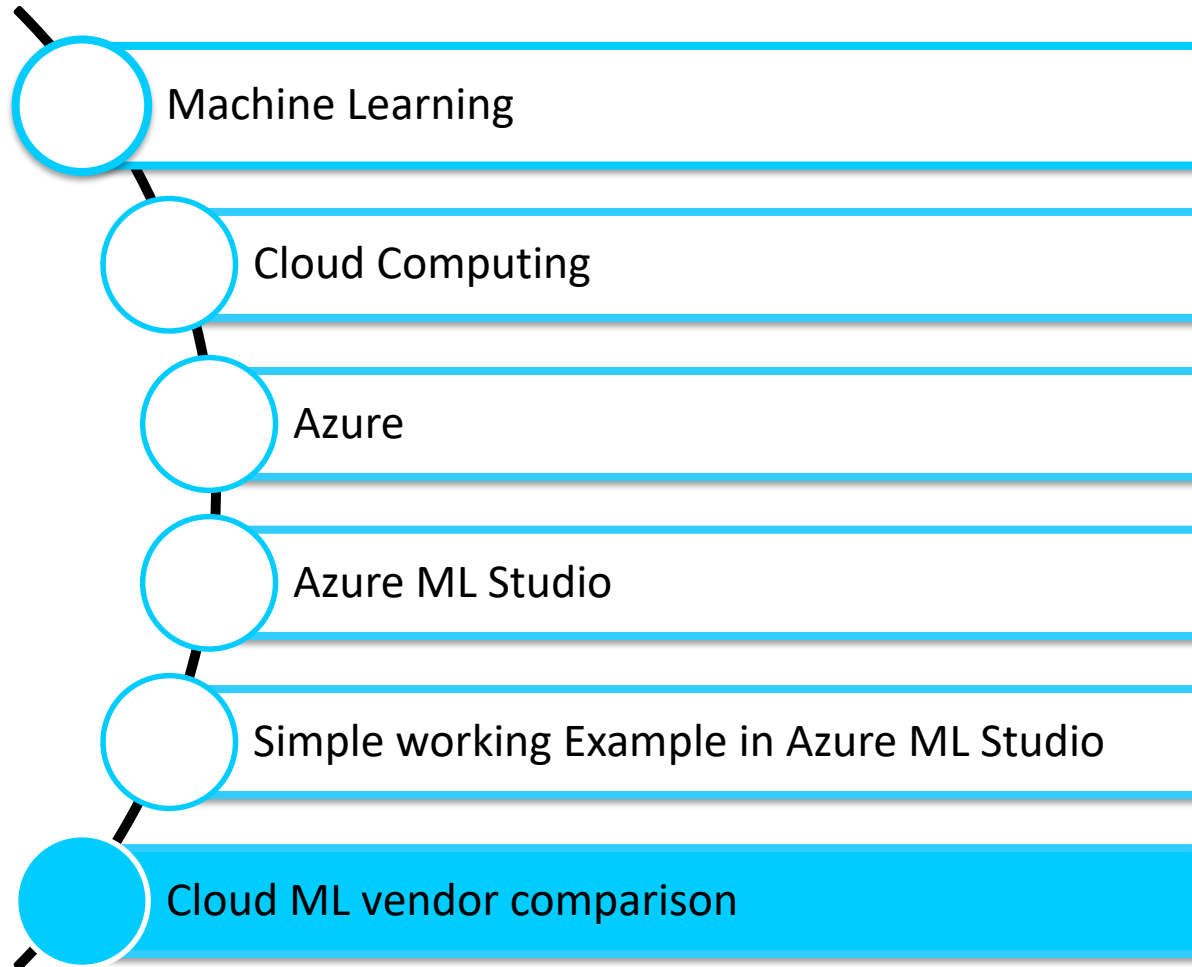 Machine Learning
Cloud Computing
Azure
Azure ML Studio
Simple working Example in Azure ML Studio
Cloud ML vendor comparison